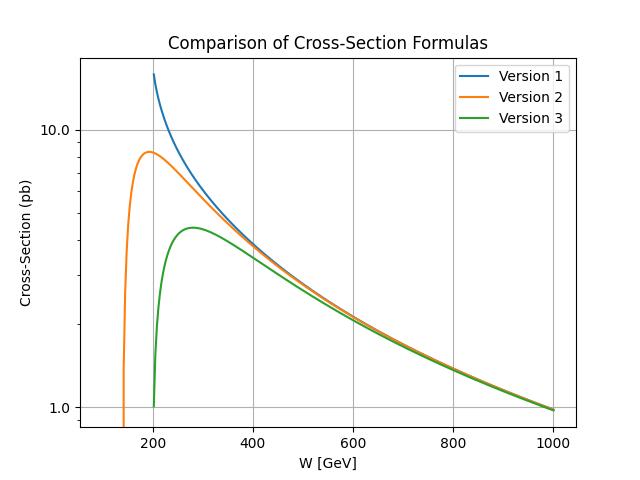 Comparison of Cross-Section Formulas
Version 1
Version 2
Version 3
10.0
1.0
Cross-Section (pb)
200
400
600
800
1000
W [GeV]